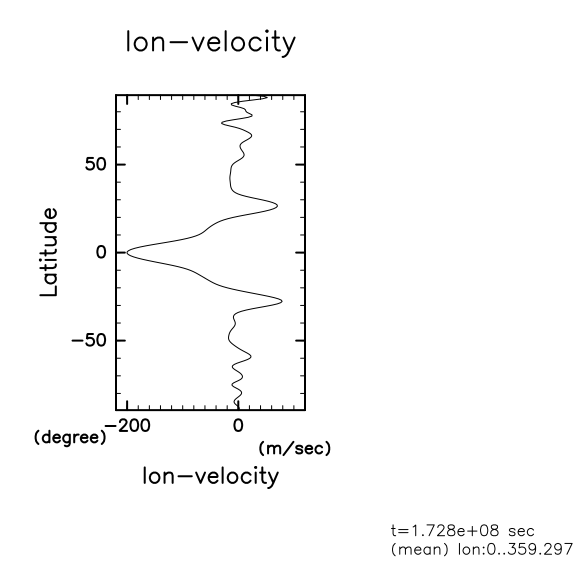 lon−velocity
50
0
−50
Latitude
(degree)
−200
0
(m/sec)
lon−velocity
t=1.728e+08 sec
(mean) lon:0..359.297